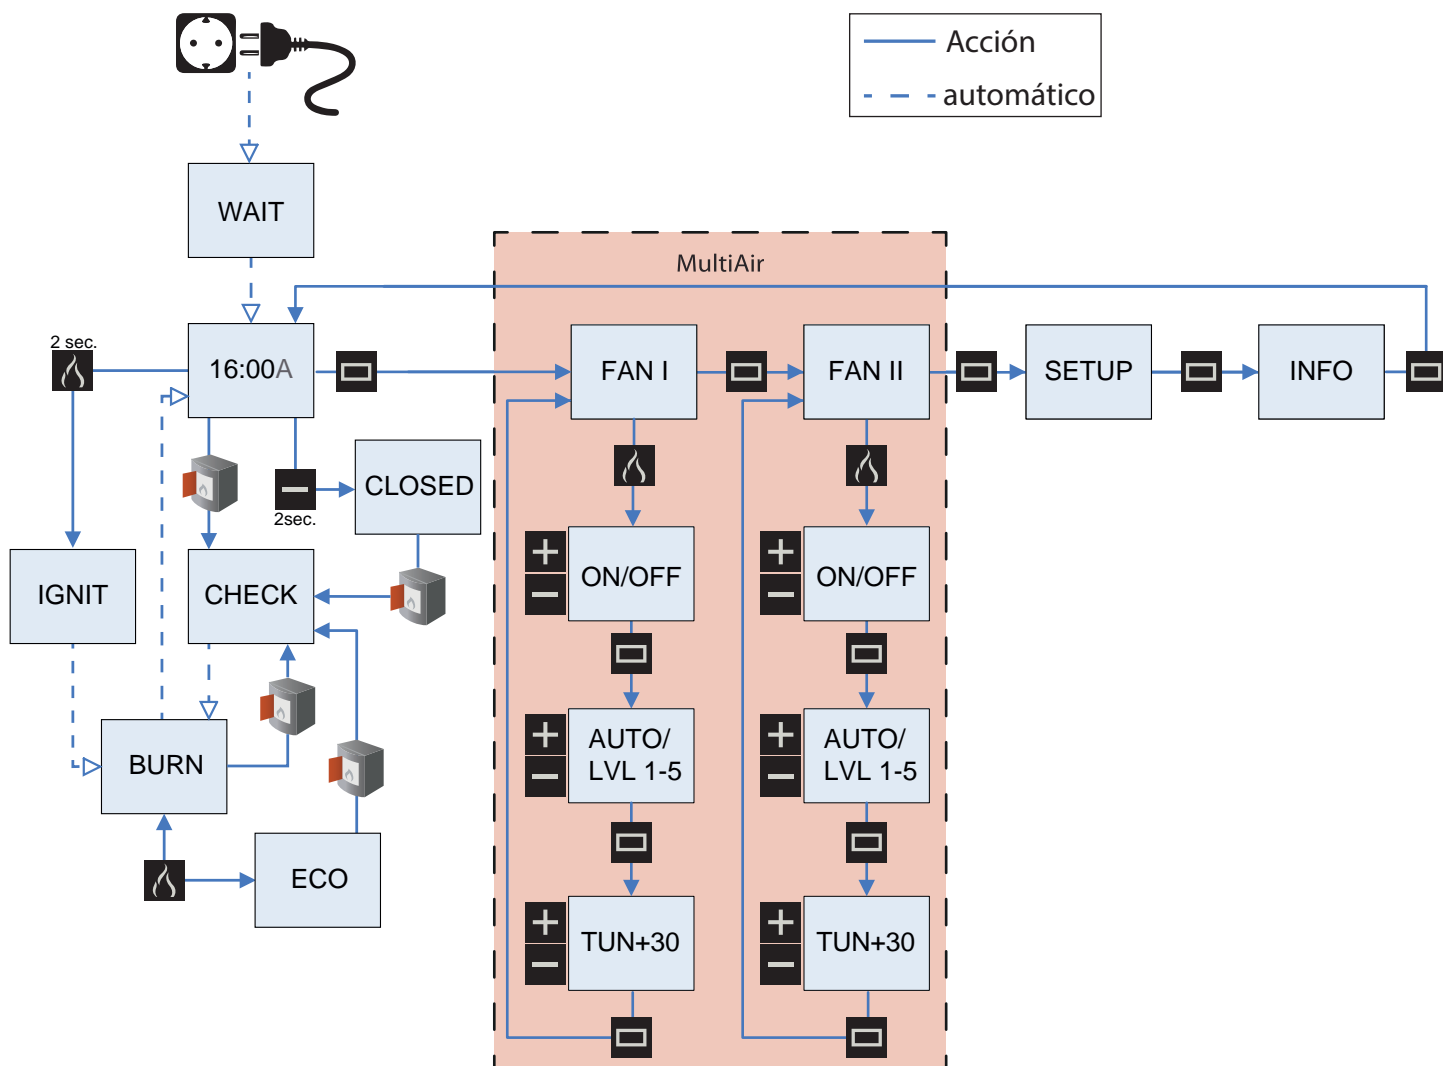 Acción
automático
WAIT
MultiAir
2 sec.
16:00A
FAN I
FAN II
SETUP
INFO
CLOSED
2sec.
IGNIT
CHECK
ON/OFF
ON/OFF
BURN
AUTO/
LVL 1-5
AUTO/
LVL 1-5
ECO
TUN+30
TUN+30